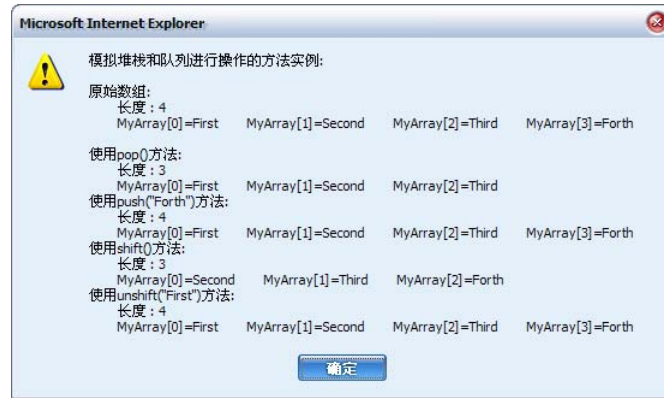 Microsoft Internet Explorer
模拟堆栈和队列进行操作的方法实例:
原始数组:
长度：4
MyArray[0]=First MyArray[1]=Second MyArray[2]=Third MyArray[3]=Forth
使用pop()方法:
长度：3
MyArray[0]=First MyArray[1]=Second MyArray[2]=Third
使用push("Forth")方法:
长度：4
MyArray[0]=First MyArray[1]=Second MyArray[2]=Third MyArray[3]=Forth
使用shift()方法:
长度：3
MyArray[0]=Second MyArray[1]=Third MyArray[2]=Forth
使用unshift("First")方法:
长度：4
MyArray[0]=First MyArray[1]=Second MyArray[2]=Third MyArray[3]=Forth
确定